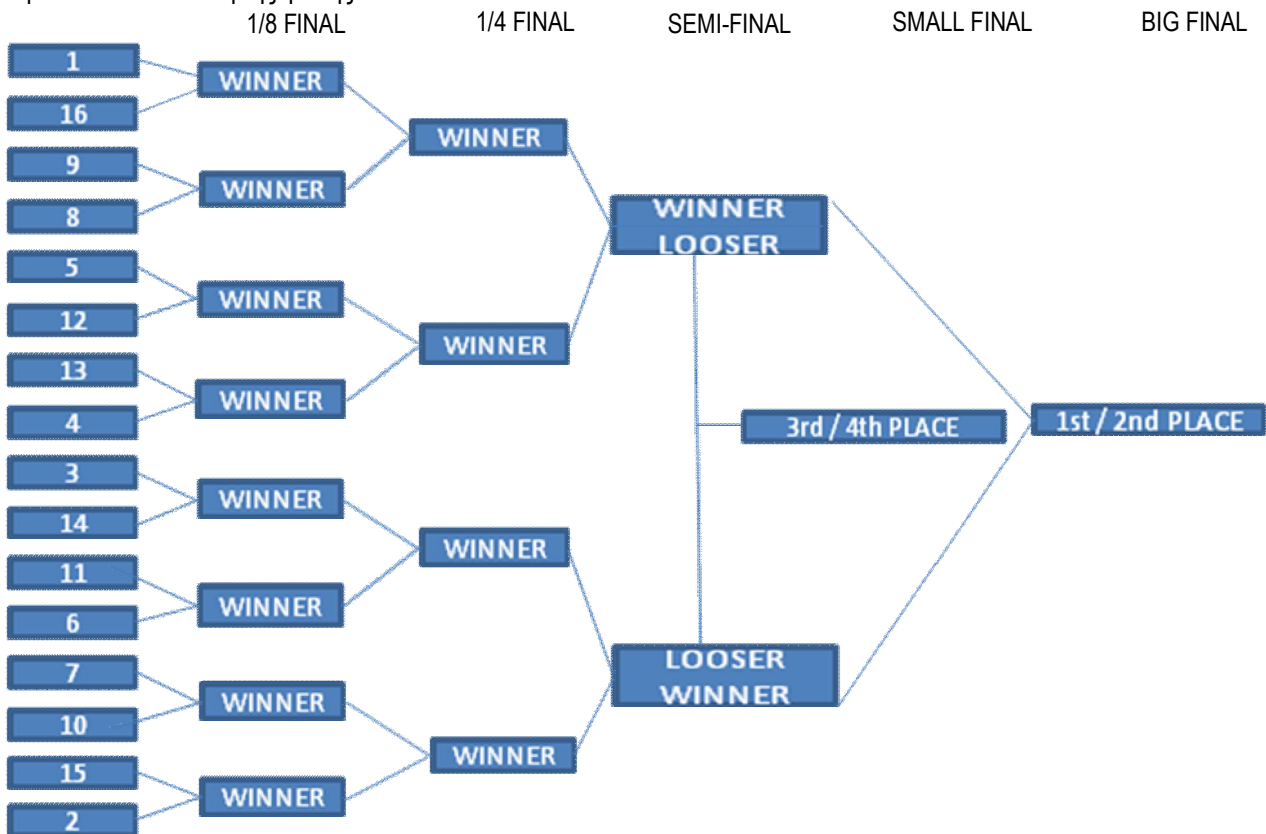 1/8 FINAL 1/4 FINAL SEMI-FINAL SMALL FINAL BIG FINAL
1
16
WINNER
9
8
WINNER
WINNER
5
12
WINNER
13
4
WINNER
WINNER
WINNER
LOOSER
3
14
WINNER
11
6
WINNER
WINNER
7
10
WINNER
15
2
WINNER
WINNER
LOOSER
WINNER
3rd / 4th PLACE
1st / 2nd PLACE